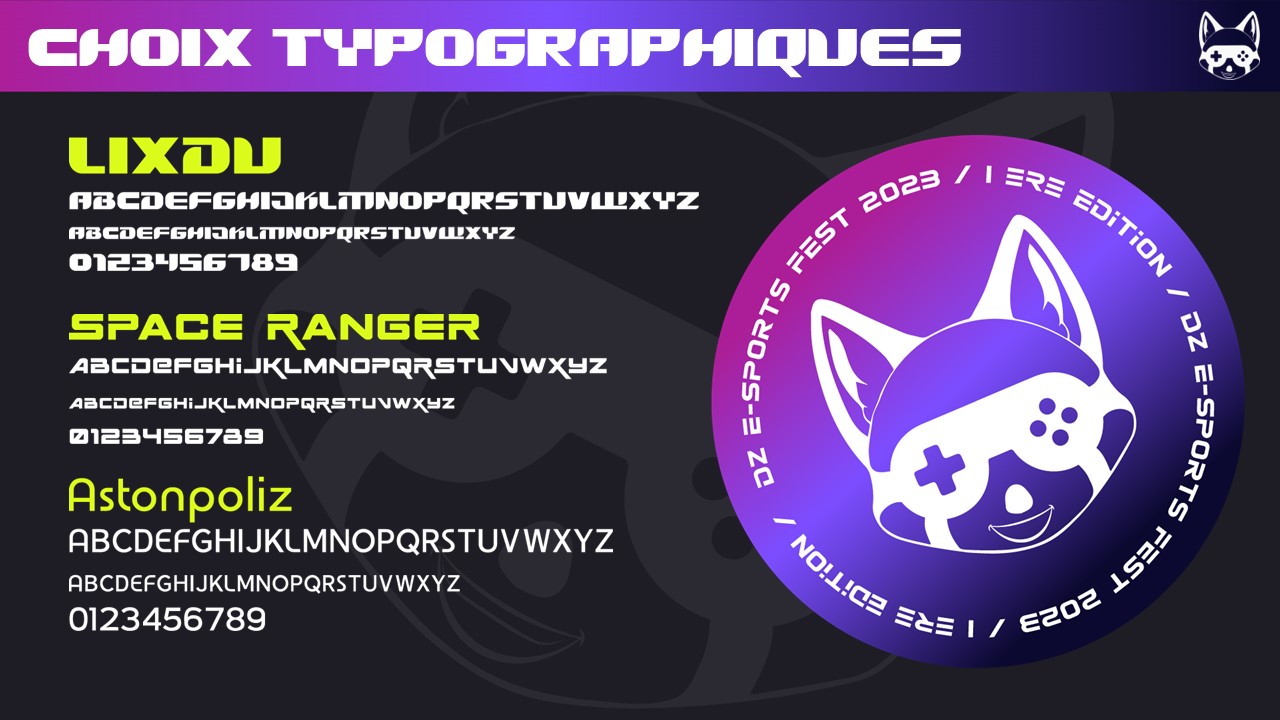 CHOIX TYPOGRAPHIQUES
LIXDU
ABCDEFGHIJKLMNOPQRSTUVWXYZ
ABCDEFGHIJKLMNOPQRSTUVWXYZ
0123456789
SPACE RANGER
ABCDEFGHiJKLMNOPQRSTUVWXYZ
ABCDEFGHiJKLMNOPQRSTUVWXYZ
0123456789
Astonpoliz
ABCDEFGHIJKLMNOPQRSTUVWXYZ
ABCDEFGHIJKLMNOPQRSTUVWXYZ
0123456789
DZ E-SPORTS FEST 2023 / 1 ERE EDiTiON / DZ E-SPORTS FEST 2023 / 1 ERE EDiTiON /